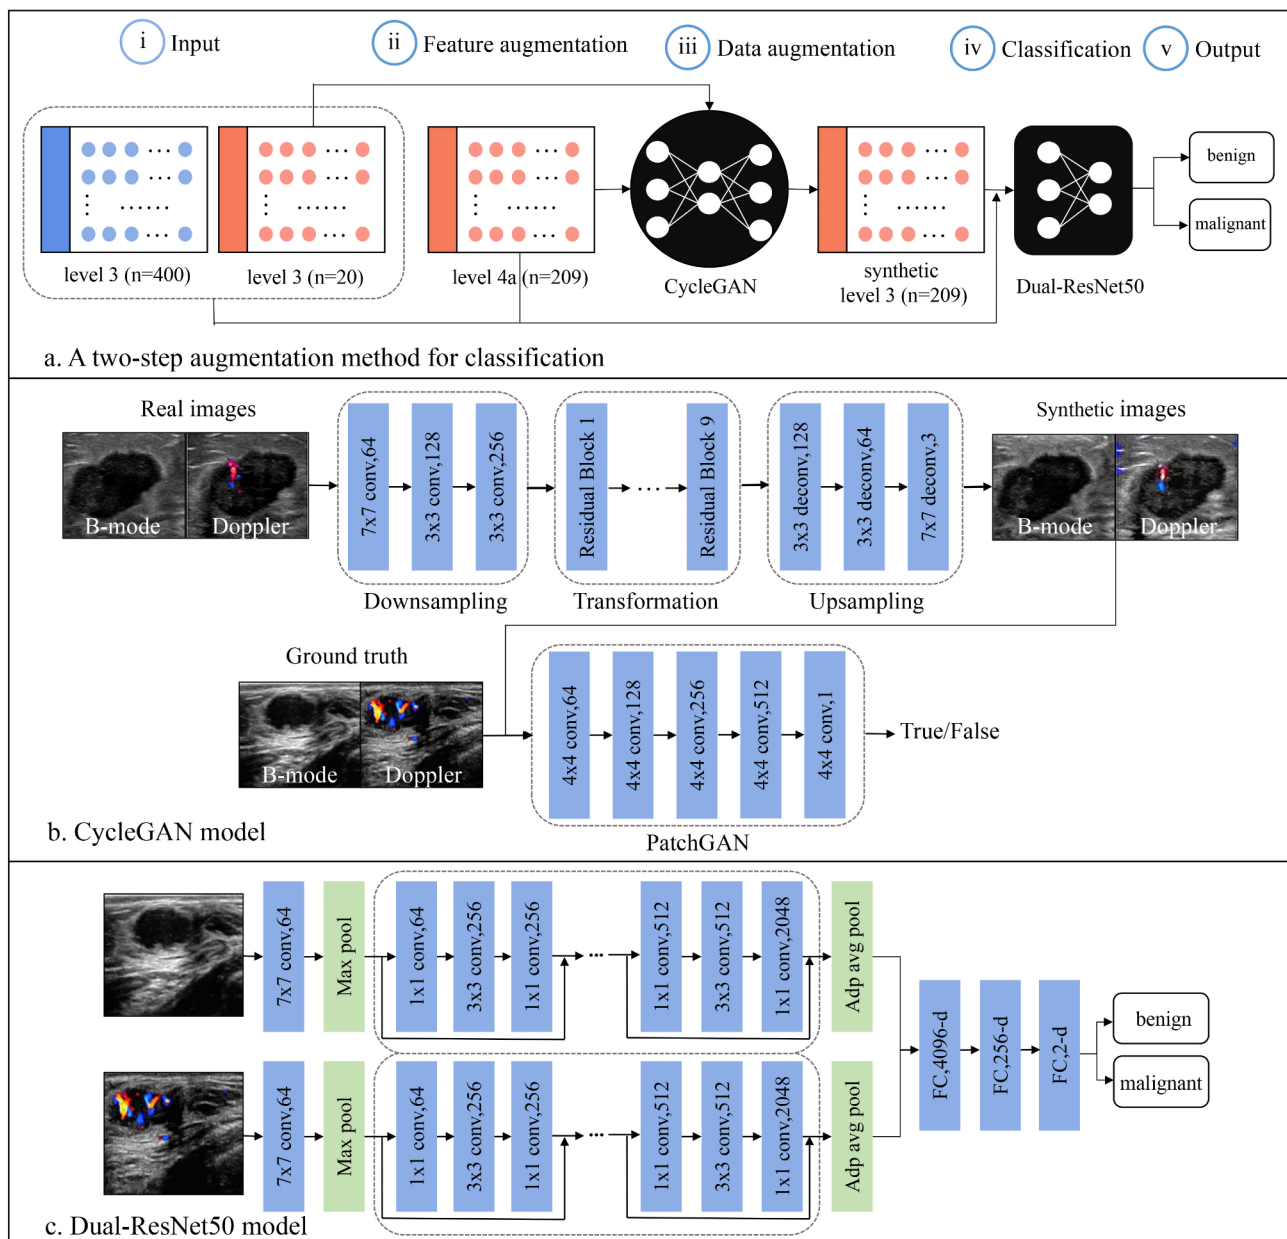 i Input ii Feature augmentation iii Data augmentation iv Classification v Output
level 3 (n=400) level 3 (n=20) level 4a (n=209) CycleGAN synthetic level 3 (n=209) Dual-ResNet50 benign malignant
a. A two-step augmentation method for classification
Real images Synthetic images
B-mode Doppler
7x7 conv,64
3x3 conv,128
3x3 conv,256
Residual Block 1
...
Residual Block 9
3x3 deconv,128
3x3 deconv,64
7x7 deconv,3
B-mode Doppler
Downsampling Transformation Upsampling
Ground truth
B-mode Doppler
4x4 conv,64
4x4 conv,128
4x4 conv,256
4x4 conv,512
4x4 conv,1
True/False
PatchGAN
b. CycleGAN model
7x7 conv,64
Max pool
1x1 conv,64
3x3 conv,256
1x1 conv,256
...
1x1 conv,512
3x3 conv,512
1x1 conv,2048
Adp avg pool
7x7 conv,64
Max pool
1x1 conv,64
3x3 conv,256
1x1 conv,256
...
1x1 conv,512
3x3 conv,512
1x1 conv,2048
Adp avg pool
FC,4096-d
FC,256-d
FC,2-d
benign
malignant
c. Dual-ResNet50 model